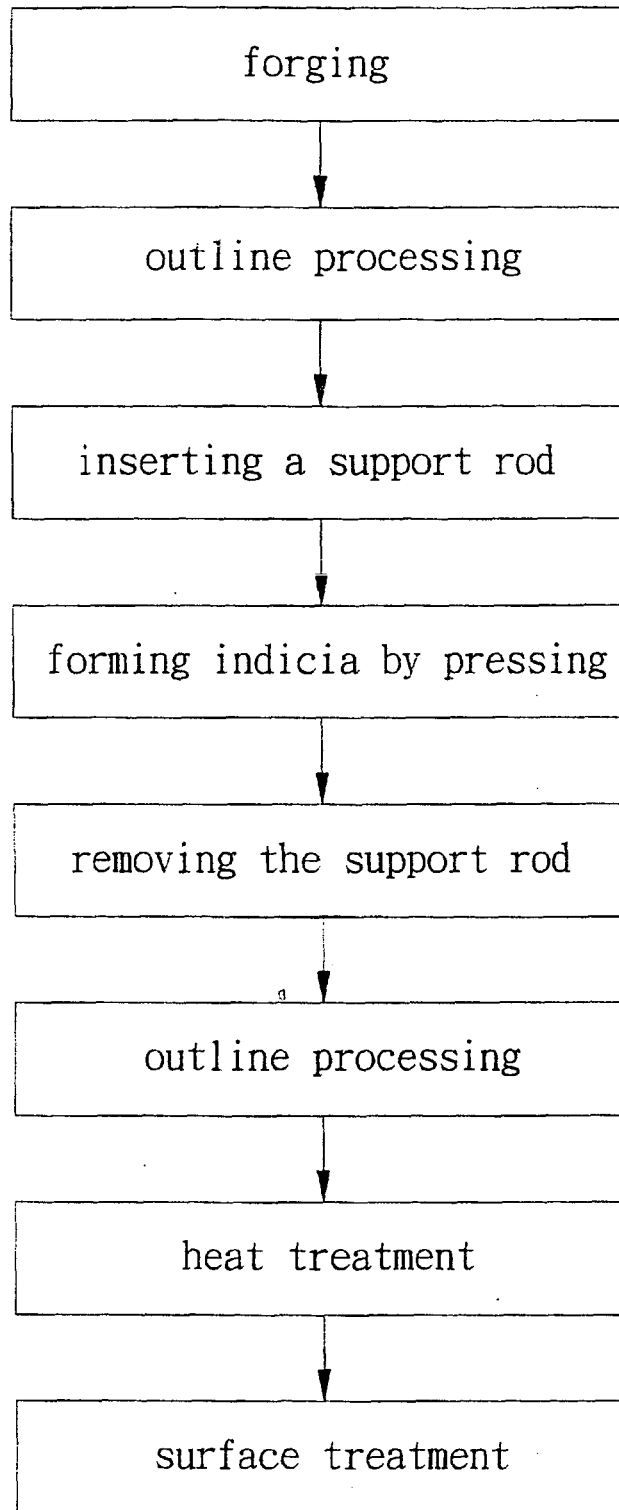 forging
outline processing
inserting a support rod
forming indicia by pressing
removing the support rod
outline processing
heat treatment
surface treatment